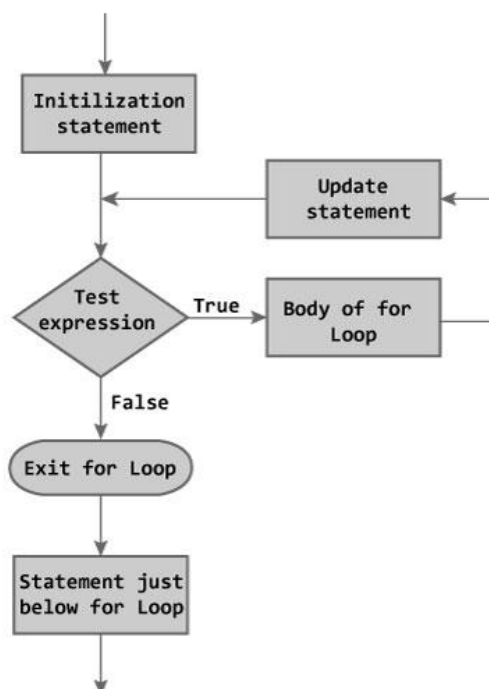 Initilization
statement
Update
statement
Test
expression
True
Body of for
Loop
False
Exit for Loop
Statement just
below for Loop